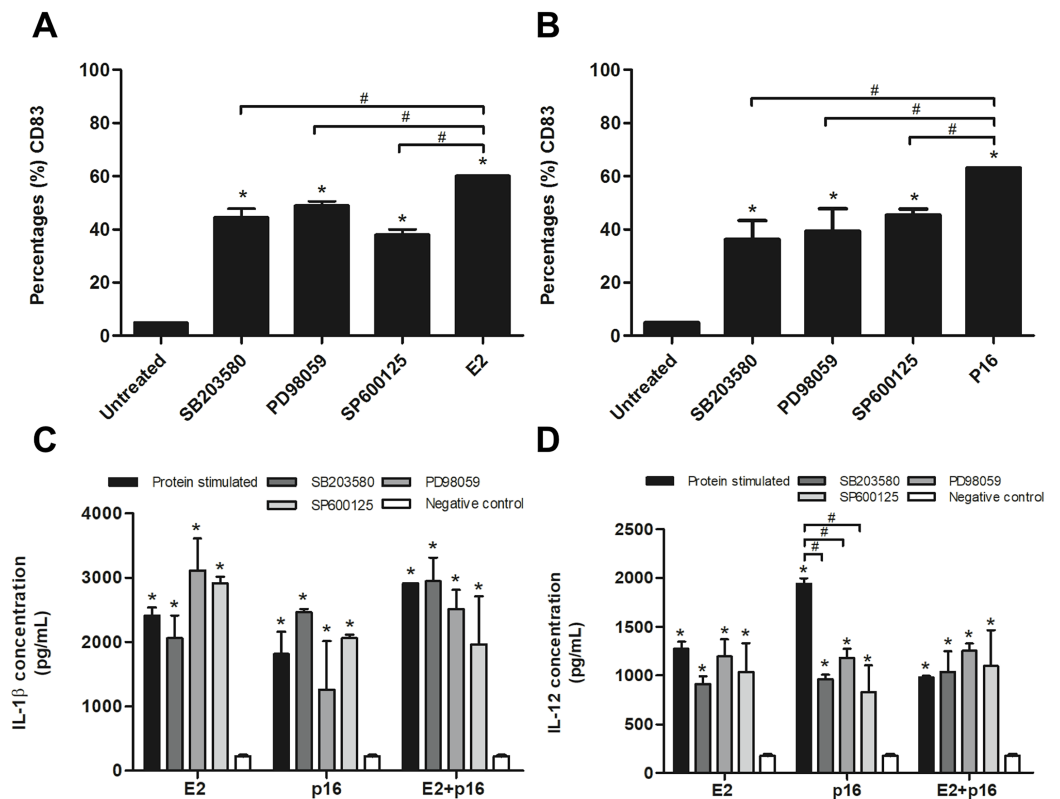 A
B
Percentages (%) CD83
100
80
60
40
20
0
#
#
#
*
*
*
*
Untreated
SB203580
PD98059
SP600125
E2
Percentages (%) CD83
100
80
60
40
20
0
#
#
#
*
*
*
*
Untreated
SB203580
PD98059
SP600125
P16
C
Protein stimulated SB203580 PD98059
SP600125 Negative control
IL-1β concentration
(pg/mL)
4000
3000
2000
1000
0
* * * *
* * * *
* * * *
E2 p16 E2+p16
D
Protein stimulated SB203580 PD98059
SP600125 Negative control
IL-12 concentration
(pg/mL)
2500
2000
1500
1000
500
0
#
#
#
* * * *
* * * *
* * * *
E2 p16 E2+p16